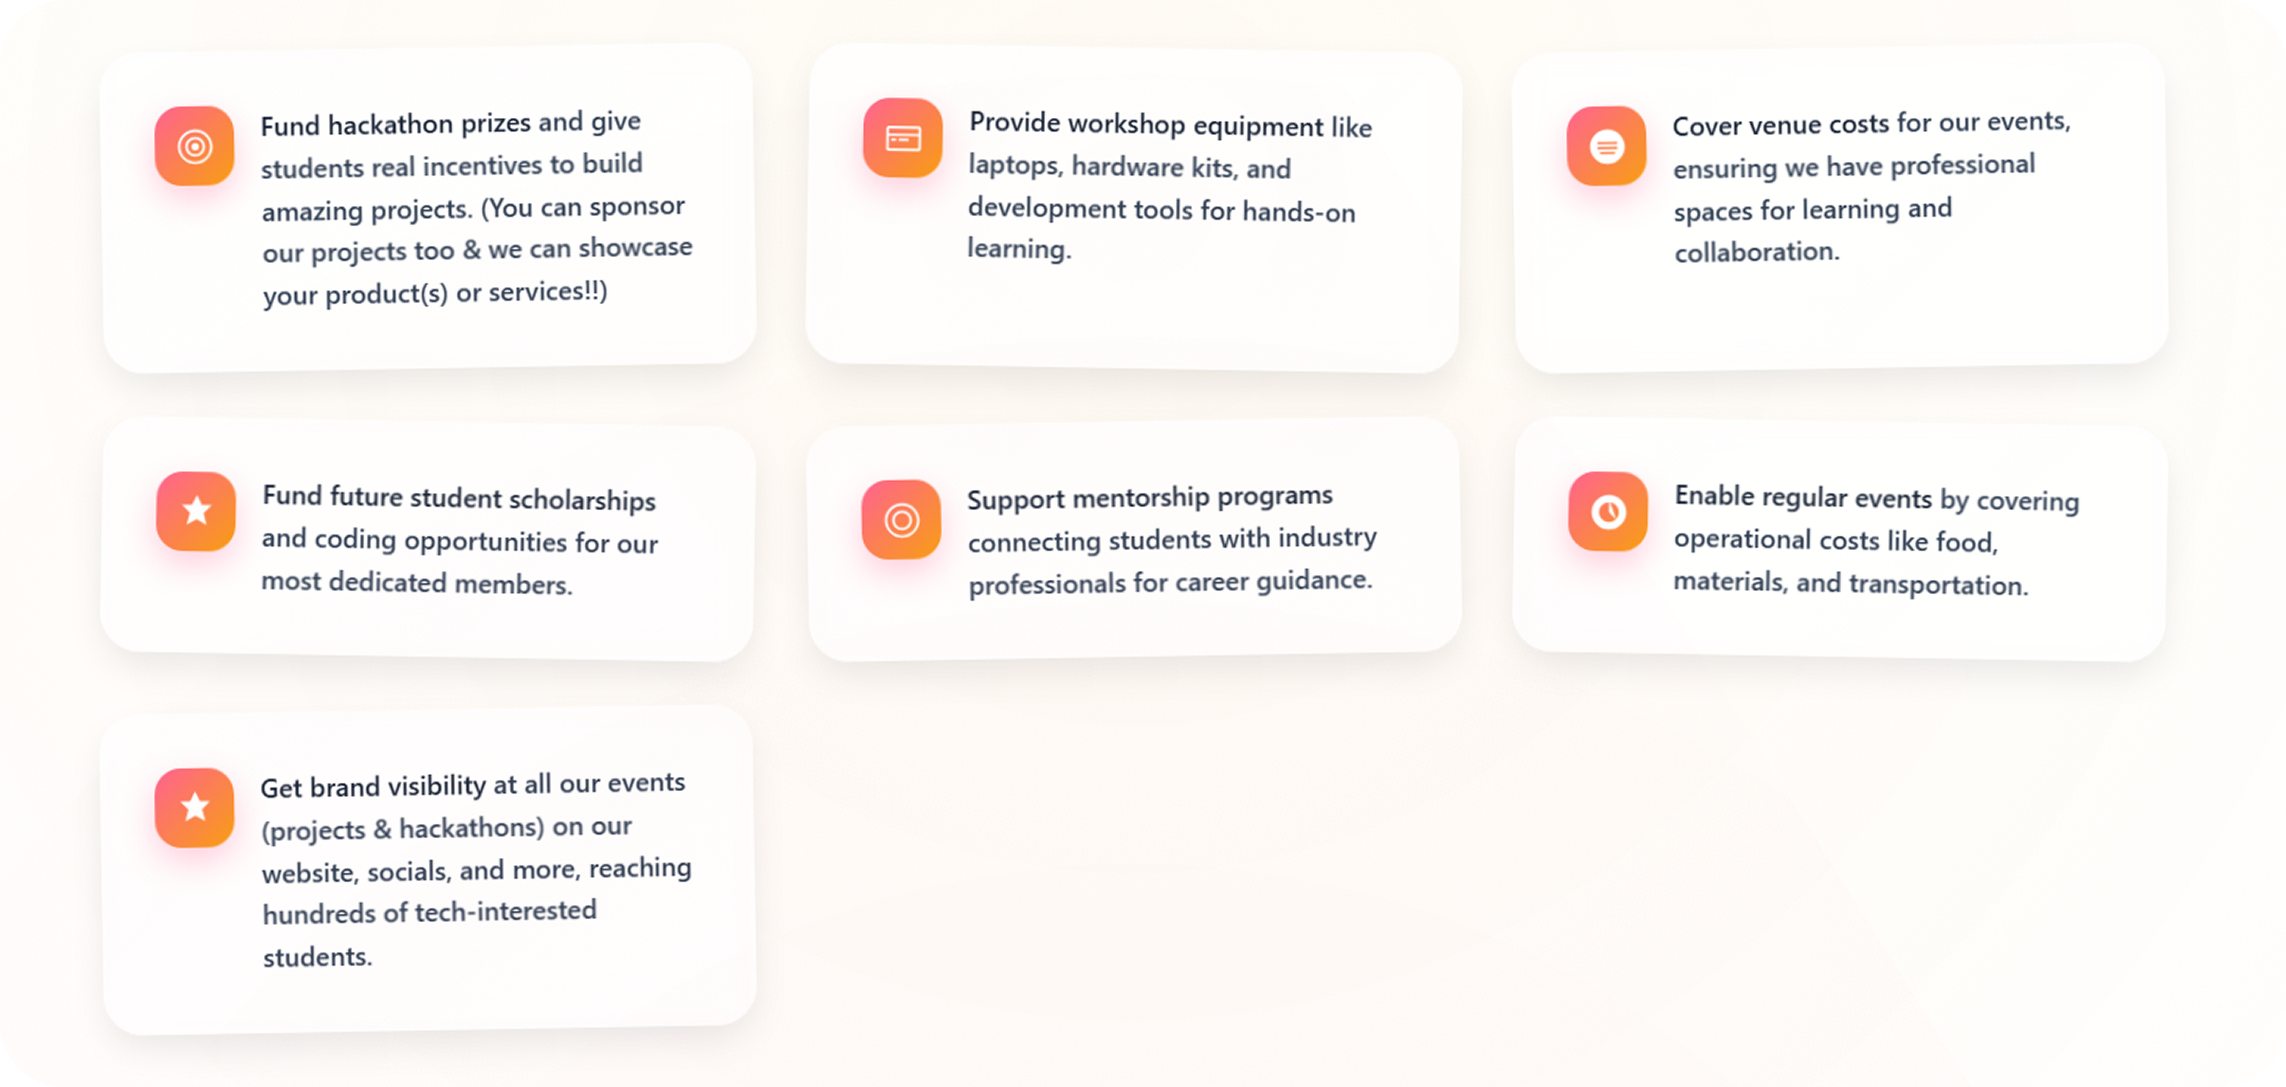 Fund hackathon prizes and give
students real incentives to build
amazing projects. (You can sponsor
our projects too & we can showcase
your product(s) or services!!)
Provide workshop equipment like
laptops, hardware kits, and
development tools for hands-on
learning.
Cover venue costs for our events,
ensuring we have professional
spaces for learning and
collaboration.
Fund future student scholarships
and coding opportunities for our
most dedicated members.
Support mentorship programs
connecting students with industry
professionals for career guidance.
Enable regular events by covering
operational costs like food,
materials, and transportation.
Get brand visibility at all our events
(projects & hackathons) on our
website, socials, and more, reaching
hundreds of tech-interested
students.